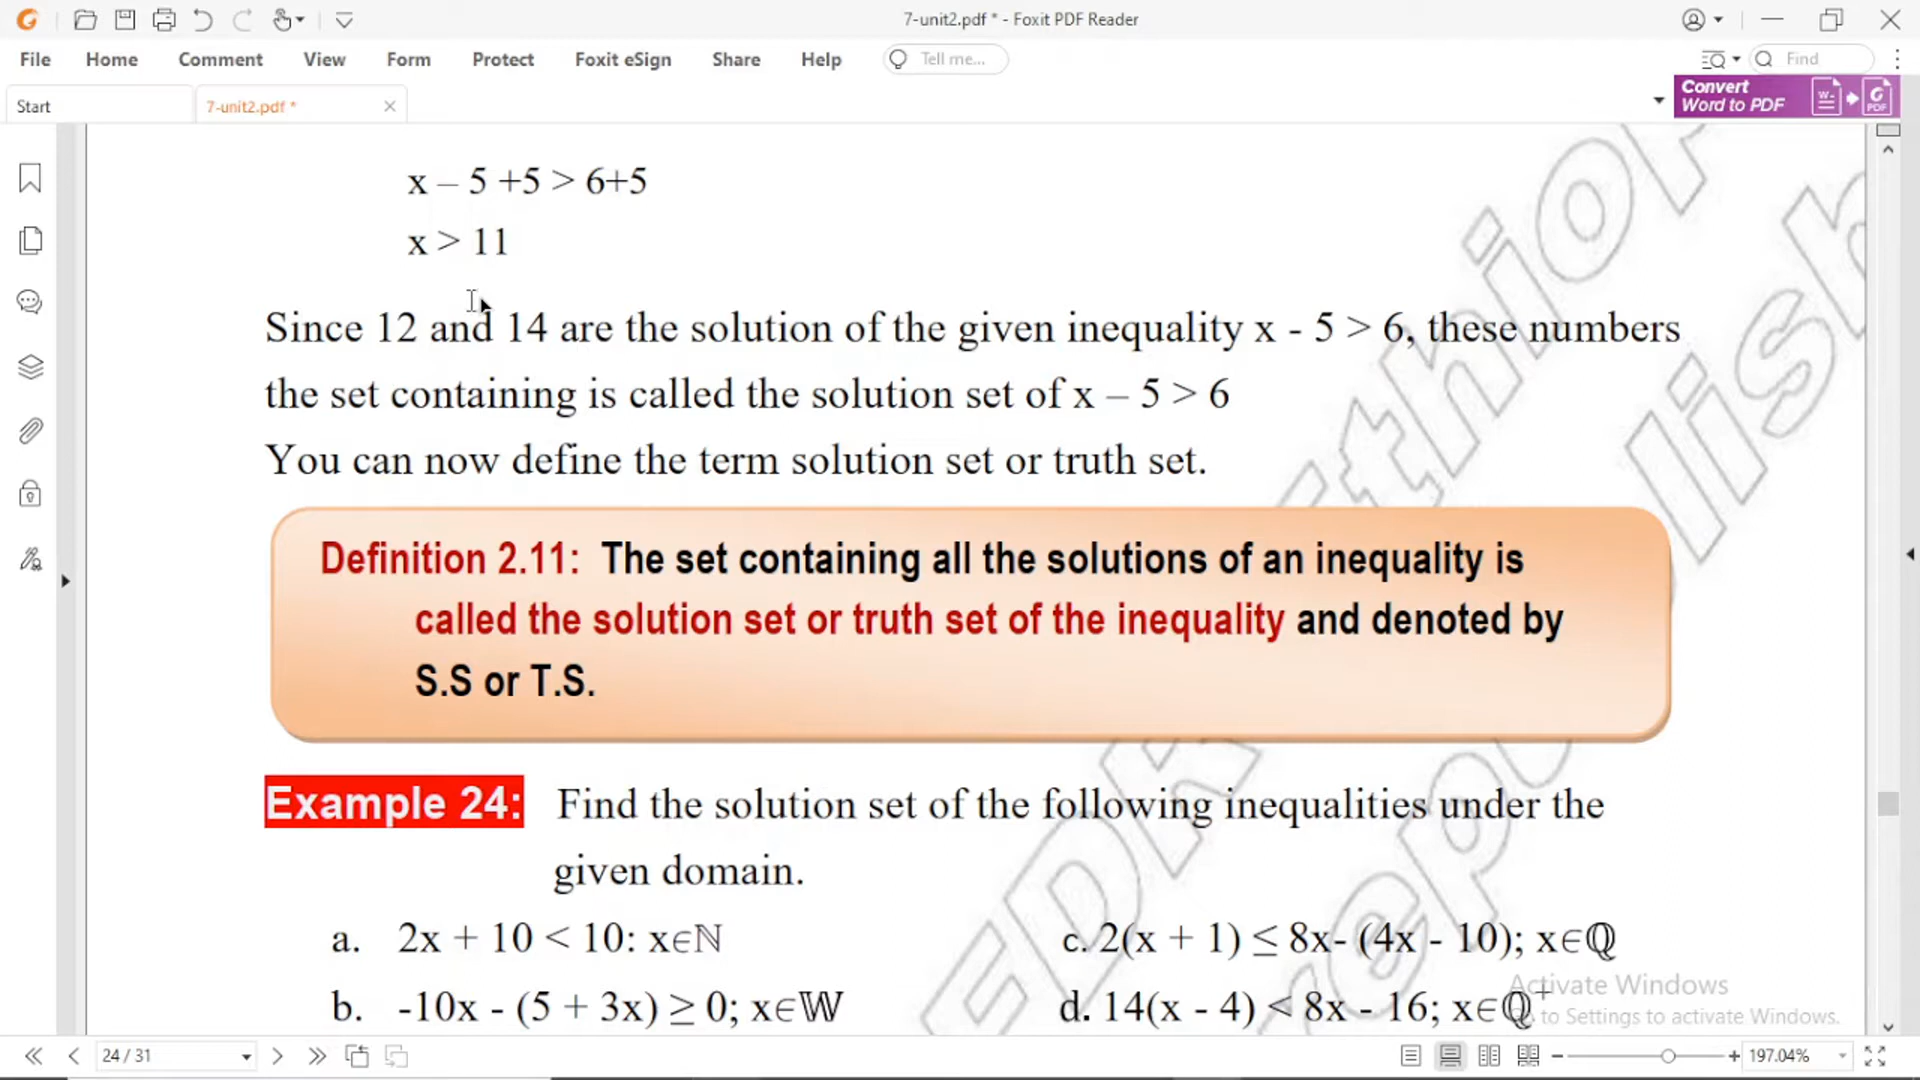 7-unit2.pdf * - Foxit PDF Reader
File Home Comment View Form Protect Foxit eSign Share Help Tell me... Find
Start 7-unit2.pdf *
Convert
Word to PDF
x – 5 +5 > 6+5
x > 11
Since 12 and 14 are the solution of the given inequality x - 5 > 6, these numbers
the set containing is called the solution set of x – 5 > 6
You can now define the term solution set or truth set.
Definition 2.11: The set containing all the solutions of an inequality is
called the solution set or truth set of the inequality and denoted by
S.S or T.S.
Example 24: Find the solution set of the following inequalities under the
given domain.
a. 2x + 10 < 10: x∈ℕ
c. 2(x + 1) ≤ 8x- (4x - 10); x∈ℚ
b. -10x - (5 + 3x) ≥ 0; x∈𝕎
d. 14(x - 4) < 8x - 16; x∈ℚ⁺
Activate Windows
to Settings to activate Windows.
24 / 31
197.04%